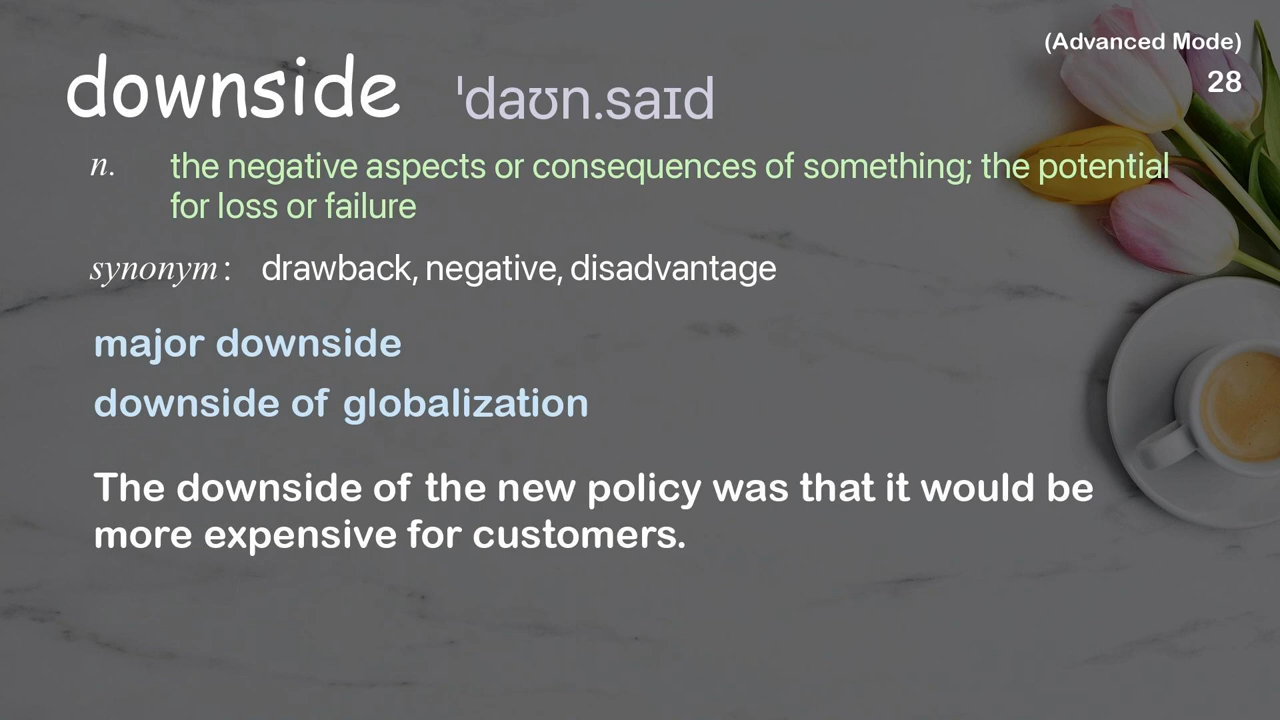 (Advanced Mode)
28
downside ˈdaʊn.saɪd
n. the negative aspects or consequences of something; the potential
for loss or failure
synonym: drawback, negative, disadvantage
major downside
downside of globalization
The downside of the new policy was that it would be
more expensive for customers.